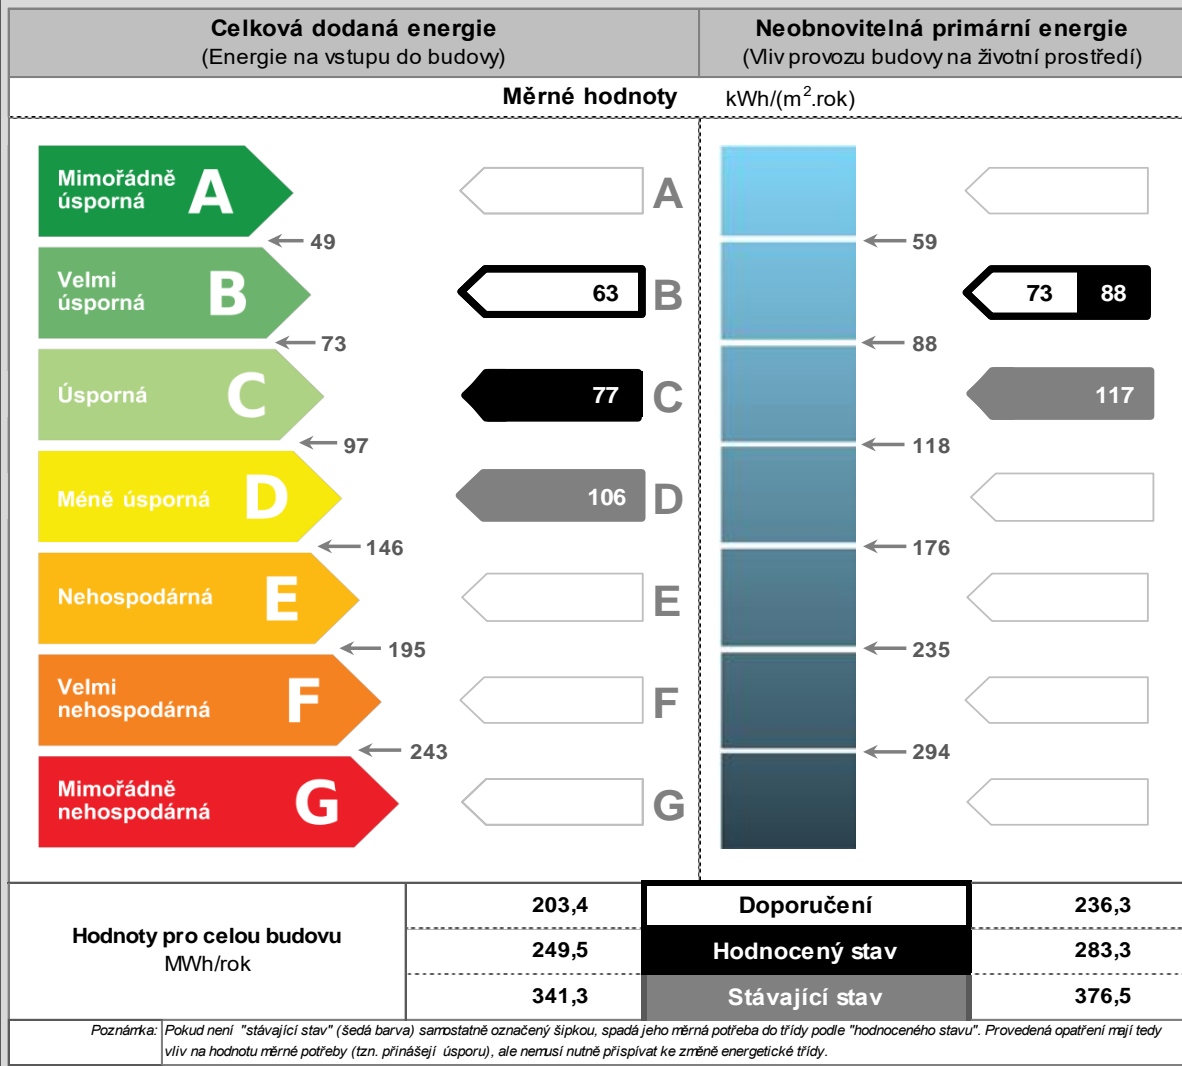 Celková dodaná energie
(Energie na vstupu do budovy)
Neobnovitelná primární energie
(Vliv provozu budovy na životní prostředí)
Měrné hodnoty kWh/(m².rok)
Mimořádně
úsporná
A
A
49
59
Velmi
úsporná
B
63
B
73 88
73
88
Úsporná
C
77
C
117
97
118
Méně úsporná
D
106
D
146
176
Nehospodárná
E
E
195
235
Velmi
nehospodárná
F
F
243
294
Mimořádně
nehospodárná
G
G
Hodnoty pro celou budovu
MWh/rok
203,4 Doporučení 236,3
249,5 Hodnocený stav 283,3
341,3 Stávající stav 376,5
Poznámka: Pokud není "stávající stav" (šedá barva) samostatně označený šipkou, spadá jeho měrná potřeba do třídy podle "hodnoceného stavu". Provedená opatření mají tedy
vliv na hodnotu měrné potřeby (tzn. přinášejí úsporu), ale nemusí nutně přispívat ke změně energetické třídy.